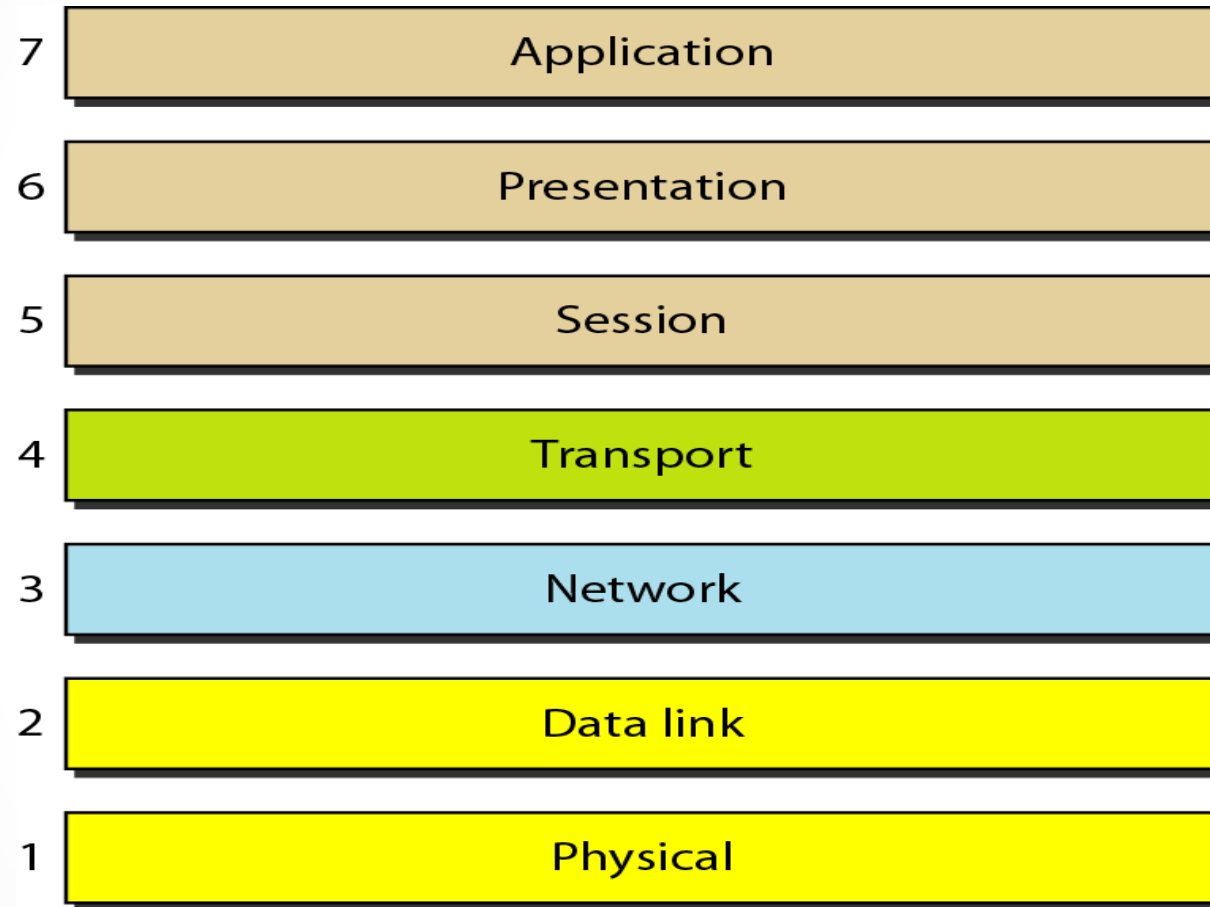 7 Application
6 Presentation
5 Session
4 Transport
3 Network
2 Data link
1 Physical